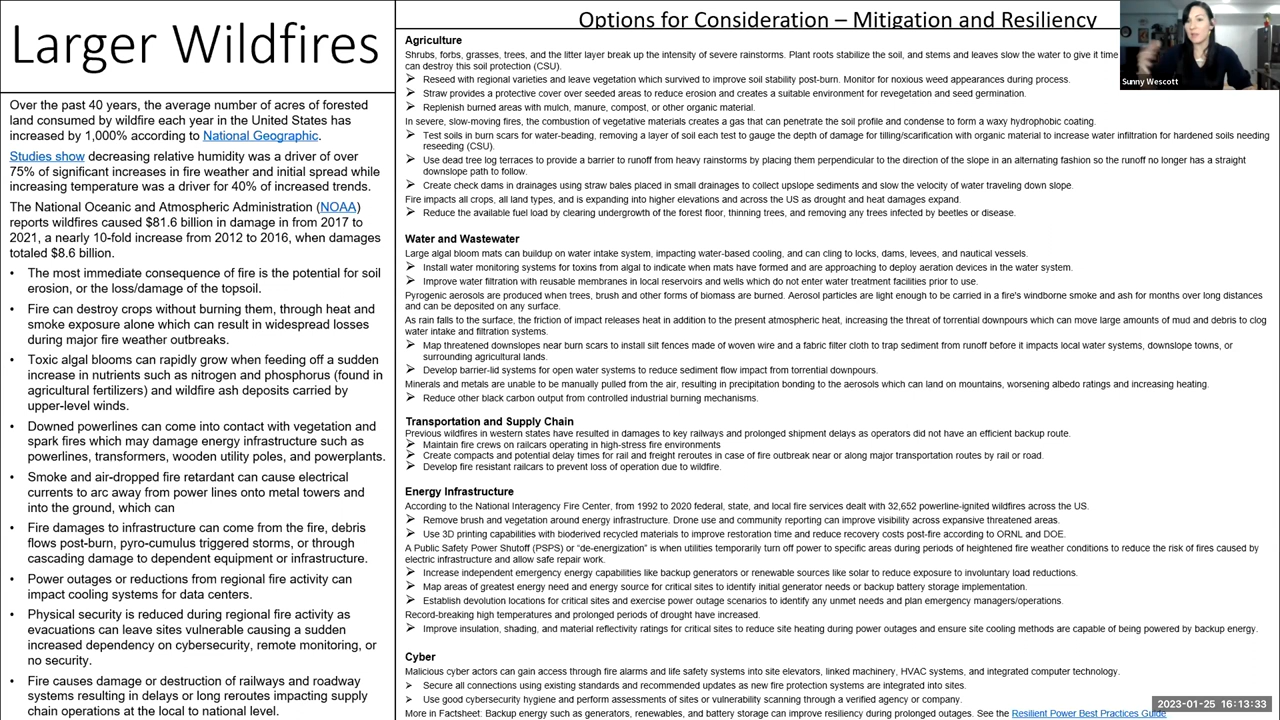 Larger Wildfires
Over the past 40 years, the average number of acres of forested
land consumed by wildfire each year in the United States has
increased by 1,000% according to National Geographic.
Studies show decreasing relative humidity was a driver of over
75% of significant increases in fire weather and initial spread while
increasing temperature was a driver for 40% of increased trends.
The National Oceanic and Atmospheric Administration (NOAA)
reports wildfires caused $81.6 billion in damage in from 2017 to
2021, a nearly 10-fold increase from 2012 to 2016, when damages
totaled $8.6 billion.
• The most immediate consequence of fire is the potential for soil
erosion, or the loss/damage of the topsoil.
• Fire can destroy crops without burning them, through heat and
smoke exposure alone which can result in widespread losses
during major fire weather outbreaks.
• Toxic algal blooms can rapidly grow when feeding off a sudden
increase in nutrients such as nitrogen and phosphorus (found in
agricultural fertilizers) and wildfire ash deposits carried by
upper-level winds.
• Downed powerlines can come into contact with vegetation and
spark fires which may damage energy infrastructure such as
powerlines, transformers, wooden utility poles, and powerplants.
• Smoke and air-dropped fire retardant can cause electrical
currents to arc away from power lines onto metal towers and
into the ground, which can
• Fire damages to infrastructure can come from the fire, debris
flows post-burn, pyro-cumulus triggered storms, or through
cascading damage to dependent equipment or infrastructure.
• Power outages or reductions from regional fire activity can
impact cooling systems for data centers.
• Physical security is reduced during regional fire activity as
evacuations can leave sites vulnerable causing a sudden
increased dependency on cybersecurity, remote monitoring, or
no security.
• Fire causes damage or destruction of railways and roadway
systems resulting in delays or long reroutes impacting supply
chain operations at the local to national level.
Options for Consideration – Mitigation and Resiliency
Agriculture
Shrubs, forbs, grasses, trees, and the litter layer break up the intensity of severe rainstorms. Plant roots stabilize the soil, and stems and leaves slow the water to give it time
can destroy this soil protection (CSU).
➢ Reseed with regional varieties and leave vegetation which survived to improve soil stability post-burn. Monitor for noxious weed appearances during process.
➢ Straw provides a protective cover over seeded areas to reduce erosion and creates a suitable environment for revegetation and seed germination.
➢ Replenish burned areas with mulch, manure, compost, or other organic material.
In severe, slow-moving fires, the combustion of vegetative materials creates a gas that can penetrate the soil profile and condense to form a waxy hydrophobic coating.
➢ Test soils in burn scars for water-beading, removing a layer of soil each test to gauge the depth of damage for tilling/scarification with organic material to increase water infiltration for hardened soils needing
reseeding (CSU).
➢ Use dead tree log terraces to provide a barrier to runoff from heavy rainstorms by placing them perpendicular to the direction of the slope in an alternating fashion so the runoff no longer has a straight
downslope path to follow.
➢ Create check dams in drainages using straw bales placed in small drainages to collect upslope sediments and slow the velocity of water traveling down slope.
Fire impacts all crops, all land types, and is expanding into higher elevations and across the US as drought and heat damages expand.
➢ Reduce the available fuel load by clearing undergrowth of the forest floor, thinning trees, and removing any trees infected by beetles or disease.
Water and Wastewater
Large algal bloom mats can buildup on water intake system, impacting water-based cooling, and can cling to locks, dams, levees, and nautical vessels.
➢ Install water monitoring systems for toxins from algal to indicate when mats have formed and are approaching to deploy aeration devices in the water system.
➢ Improve water filtration with reusable membranes in local reservoirs and wells which do not enter water treatment facilities prior to use.
Pyrogenic aerosols are produced when trees, brush and other forms of biomass are burned. Aerosol particles are light enough to be carried in a fire's windborne smoke and ash for months over long distances
and can be deposited on any surface.
As rain falls to the surface, the friction of impact releases heat in addition to the present atmospheric heat, increasing the threat of torrential downpours which can move large amounts of mud and debris to clog
water intake and filtration systems.
➢ Map threatened downslopes near burn scars to install silt fences made of woven wire and a fabric filter cloth to trap sediment from runoff before it impacts local water systems, downslope towns, or
surrounding agricultural lands.
➢ Develop barrier-lid systems for open water systems to reduce sediment flow impact from torrential downpours.
Minerals and metals are unable to be manually pulled from the air, resulting in precipitation bonding to the aerosols which can land on mountains, worsening albedo ratings and increasing heating.
➢ Reduce other black carbon output from controlled industrial burning mechanisms.
Transportation and Supply Chain
Previous wildfires in western states have resulted in damages to key railways and prolonged shipment delays as operators did not have an efficient backup route.
➢ Maintain fire crews on railcars operating in high-stress fire environments
➢ Create compacts and potential delay times for rail and freight reroutes in case of fire outbreak near or along major transportation routes by rail or road.
➢ Develop fire resistant railcars to prevent loss of operation due to wildfire.
Energy Infrastructure
According to the National Interagency Fire Center, from 1992 to 2020 federal, state, and local fire services dealt with 32,652 powerline-ignited wildfires across the US.
➢ Remove brush and vegetation around energy infrastructure. Drone use and community reporting can improve visibility across expansive threatened areas.
➢ Use 3D printing capabilities with bioderived recycled materials to improve restoration time and reduce recovery costs post-fire according to ORNL and DOE.
A Public Safety Power Shutoff (PSPS) or “de-energization” is when utilities temporarily turn off power to specific areas during periods of heightened fire weather conditions to reduce the risk of fires caused by
electric infrastructure and allow safe repair work.
➢ Increase independent emergency energy capabilities like backup generators or renewable sources like solar to reduce exposure to involuntary load reductions.
➢ Map areas of greatest energy need and energy source for critical sites to identify initial generator needs or backup battery storage implementation.
➢ Establish devolution locations for critical sites and exercise power outage scenarios to identify any unmet needs and plan emergency managers/operations.
Record-breaking high temperatures and prolonged periods of drought have increased.
➢ Improve insulation, shading, and material reflectivity ratings for critical sites to reduce site heating during power outages and ensure site cooling methods are capable of being powered by backup energy.
Cyber
Malicious cyber actors can gain access through fire alarms and life safety systems into site elevators, linked machinery, HVAC systems, and integrated computer technology.
➢ Secure all connections using existing standards and recommended updates as new fire protection systems are integrated into sites.
➢ Use good cybersecurity hygiene and perform assessments of sites or vulnerability scanning through a verified agency or company.
More in Factsheet: Backup energy such as generators, renewables, and battery storage can improve resiliency during prolonged outages. See the Resilient Power Best Practices Guide
Sunny Wescott
2023-01-25 16:13:33